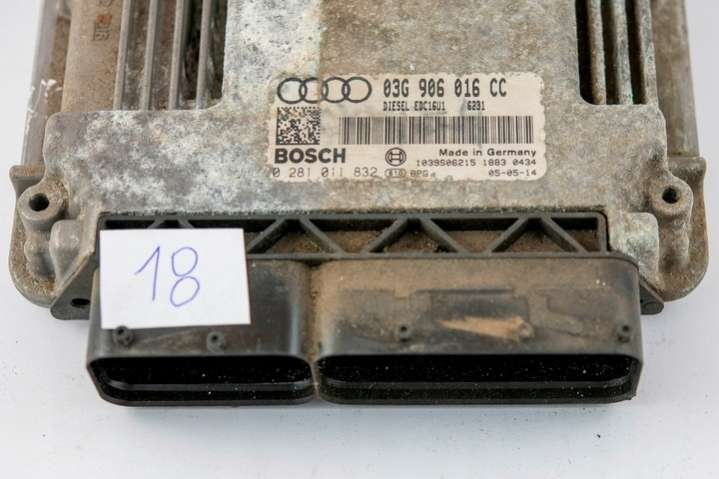 03G 906 016 CC
DIESEL EDC16U1 6231
Made in Germany
BOSCH
1039S06215 1883 0434
0 281 011 832 BPG 05-05-14
18